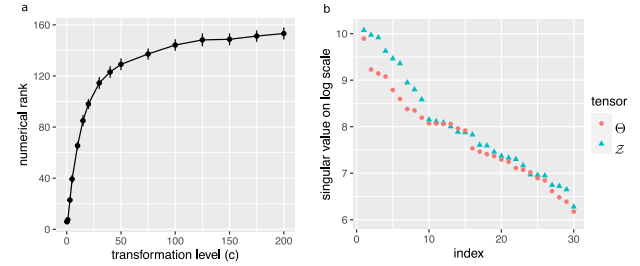 a
numerical rank
160
120
80
40
0
0
50
100
150
200
transformation level (c)
b
singular value on log scale
10
9
8
7
6
0
10
20
30
index
tensor
Θ
𝒵